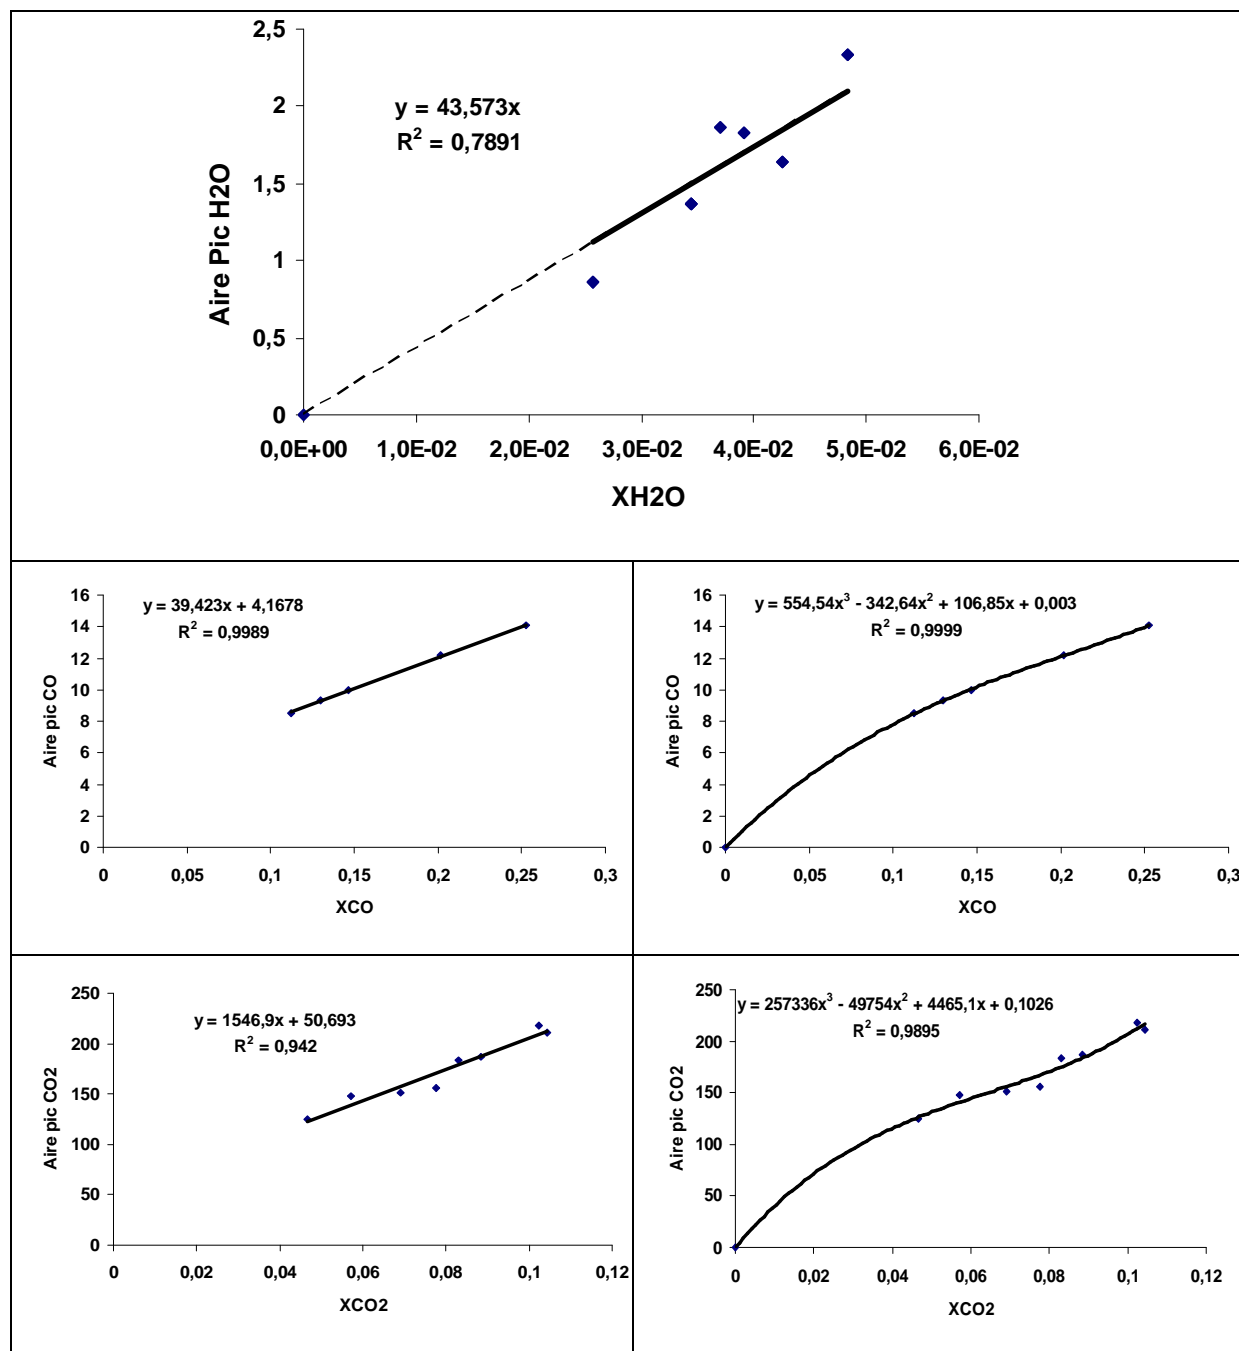 2,5
2
1,5
1
0,5
0
y = 43,573x
R² = 0,7891
Aire Pic H2O
0,0E+00 1,0E-02 2,0E-02 3,0E-02 4,0E-02 5,0E-02 6,0E-02
XH2O
16
14
12
10
8
6
4
2
0
y = 39,423x + 4,1678
R² = 0,9989
Aire pic CO
0 0,05 0,1 0,15 0,2 0,25 0,3
XCO
16
14
12
10
8
6
4
2
0
y = 554,54x³ - 342,64x² + 106,85x + 0,003
R² = 0,9999
Aire pic CO
0 0,05 0,1 0,15 0,2 0,25 0,3
XCO
250
200
150
100
50
0
y = 1546,9x + 50,693
R² = 0,942
Aire pic CO2
0 0,02 0,04 0,06 0,08 0,1 0,12
XCO2
250
200
150
100
50
0
y = 257336x³ - 49754x² + 4465,1x + 0,1026
R² = 0,9895
Aire pic CO2
0 0,02 0,04 0,06 0,08 0,1 0,12
XCO2